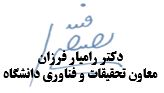 دکتر رامیار فرزان
معاون تحقیقات و فناوری دانشگاه